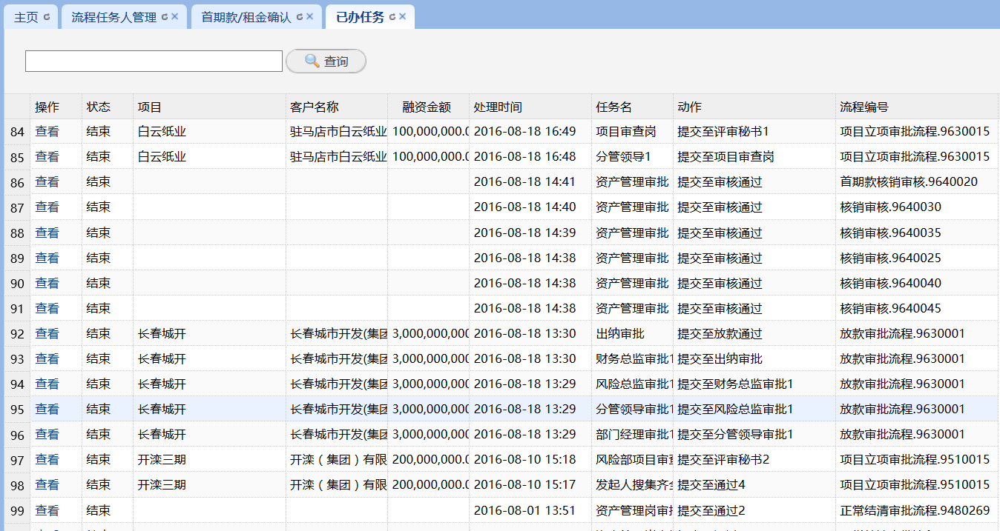 主页 流程任务人管理 首期款/租金确认 已办任务
查询
操作 状态 项目 客户名称 融资金额 处理时间 任务名 动作 流程编号
84 查看 结束 白云纸业 驻马店市白云纸业 100,000,000.0 2016-08-18 16:49 项目审查岗 提交至评审秘书1 项目立项审批流程.9630015
85 查看 结束 白云纸业 驻马店市白云纸业 100,000,000.0 2016-08-18 16:48 分管领导1 提交至项目审查岗 项目立项审批流程.9630015
86 查看 结束 2016-08-18 14:41 资产管理审批 提交至审核通过 首期款核销审核.9640020
87 查看 结束 2016-08-18 14:40 资产管理审批 提交至审核通过 核销审核.9640030
88 查看 结束 2016-08-18 14:39 资产管理审批 提交至审核通过 核销审核.9640035
89 查看 结束 2016-08-18 14:38 资产管理审批 提交至审核通过 核销审核.9640025
90 查看 结束 2016-08-18 14:38 资产管理审批 提交至审核通过 核销审核.9640040
91 查看 结束 2016-08-18 14:38 资产管理审批 提交至审核通过 核销审核.9640045
92 查看 结束 长春城开 长春城市开发(集团 3,000,000,000 2016-08-18 13:30 出纳审批 提交至放款通过 放款审批流程.9630001
93 查看 结束 长春城开 长春城市开发(集团 3,000,000,000 2016-08-18 13:30 财务总监审批1 提交至出纳审批 放款审批流程.9630001
94 查看 结束 长春城开 长春城市开发(集团 3,000,000,000 2016-08-18 13:29 风险总监审批1 提交至财务总监审批1 放款审批流程.9630001
95 查看 结束 长春城开 长春城市开发(集团 3,000,000,000 2016-08-18 13:29 分管领导审批1 提交至风险总监审批1 放款审批流程.9630001
96 查看 结束 长春城开 长春城市开发(集团 3,000,000,000 2016-08-18 13:29 部门经理审批1 提交至分管领导审批1 放款审批流程.9630001
97 查看 结束 开滦三期 开滦（集团）有限 200,000,000.0 2016-08-10 15:18 风险部项目审 提交至评审秘书2 项目立项审批流程.9510015
98 查看 结束 开滦三期 开滦（集团）有限 200,000,000.0 2016-08-10 15:17 发起人搜集齐 提交至通过4 项目立项审批流程.9510015
99 查看 结束 2016-08-01 13:51 资产管理岗审 提交至通过2 正常结清审批流程.9480269